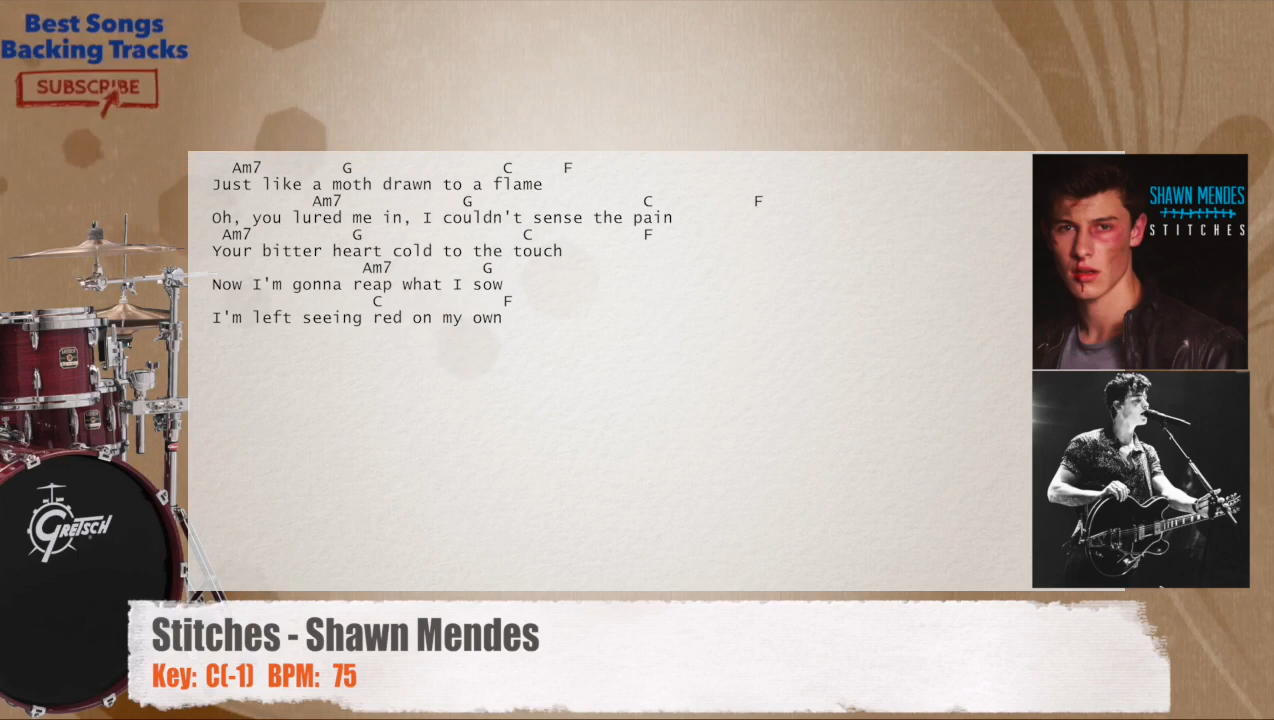 Best Songs
Backing Tracks
SUBSCRIBE
Am7 G C F
Just like a moth drawn to a flame
Am7 G C F
Oh, you lured me in, I couldn't sense the pain
Am7 G C F
Your bitter heart cold to the touch
Am7 G
Now I'm gonna reap what I sow
C F
I'm left seeing red on my own
SHAWN MENDES
STITCHES
GRETSCH
Stitches - Shawn Mendes
Key: C(-1) BPM: 75